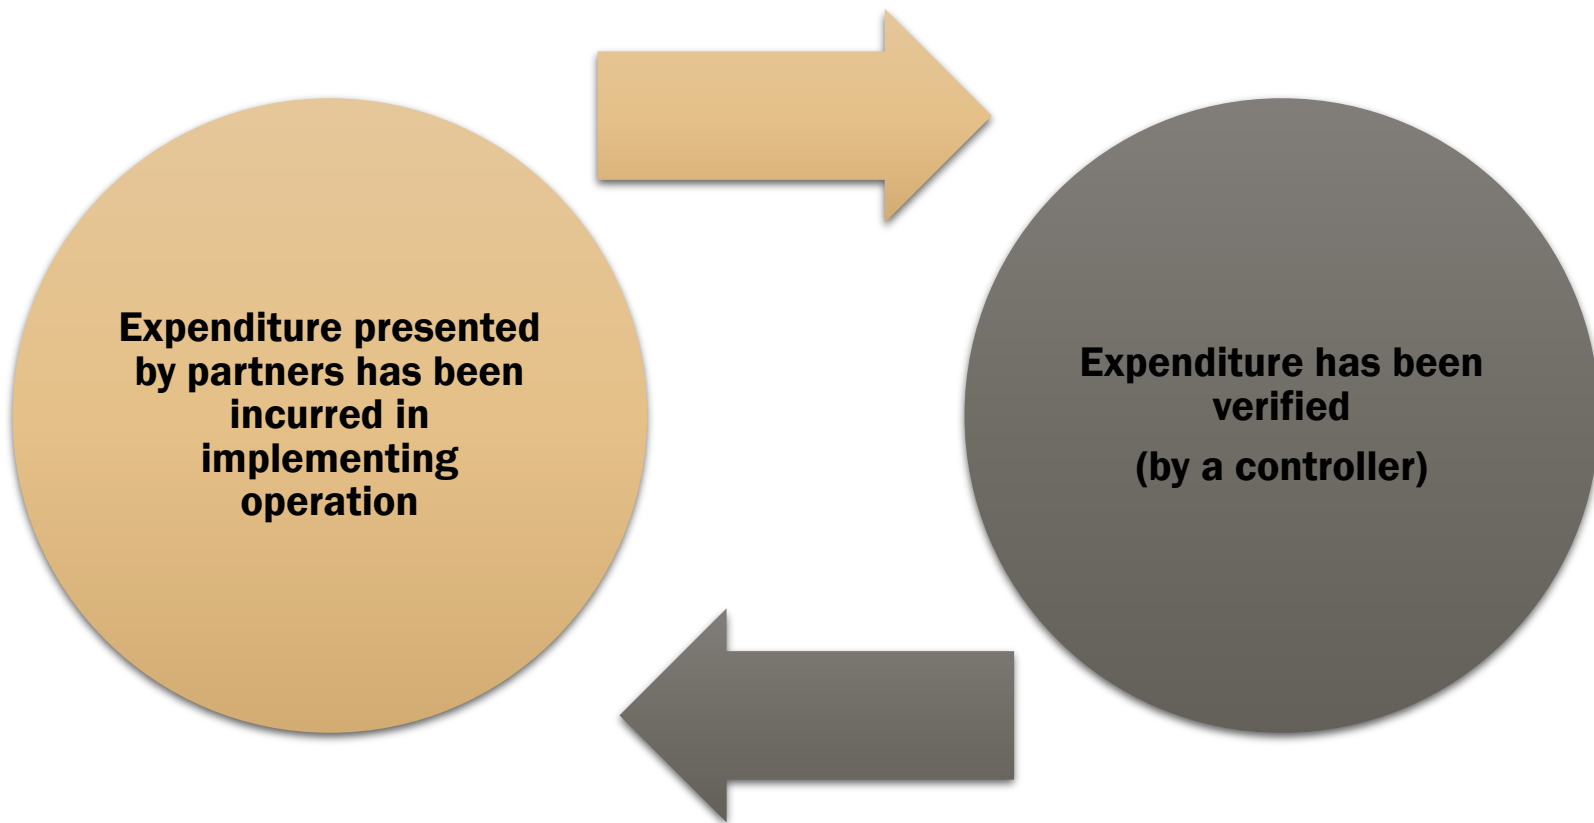 Expenditure presented
by partners has been
incurred in
implementing
operation
Expenditure has been
verified
(by a controller)